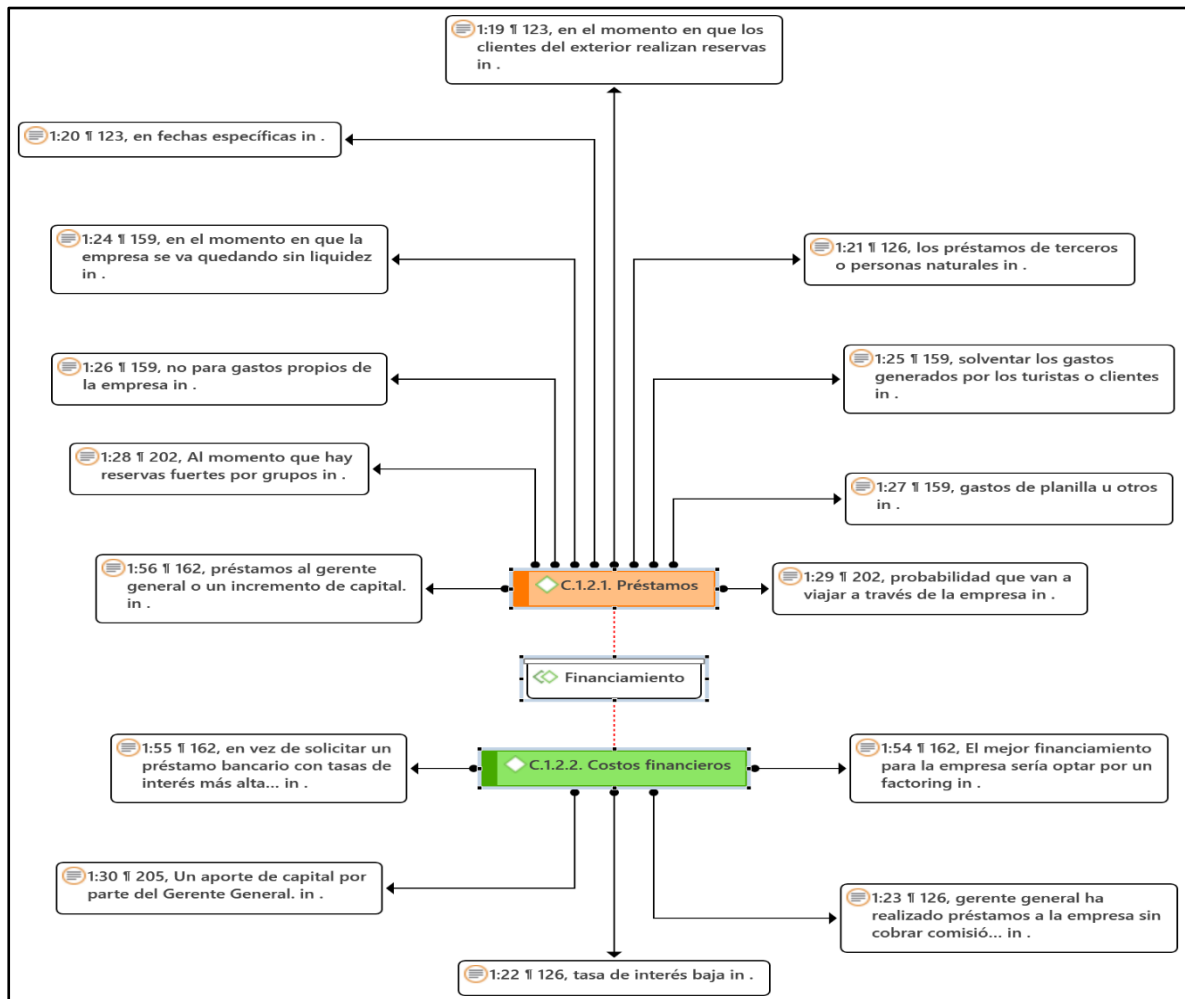 1:19 ¶ 123, en el momento en que los
clientes del exterior realizan reservas
in .
1:20 ¶ 123, en fechas específicas in .
1:24 ¶ 159, en el momento en que la
empresa se va quedando sin liquidez
in .
1:21 ¶ 126, los préstamos de terceros
o personas naturales in .
1:26 ¶ 159, no para gastos propios de
la empresa in .
1:25 ¶ 159, solventar los gastos
generados por los turistas o clientes
in .
1:28 ¶ 202, Al momento que hay
reservas fuertes por grupos in .
1:27 ¶ 159, gastos de planilla u otros
in .
1:56 ¶ 162, préstamos al gerente
general o un incremento de capital.
in .
C.1.2.1. Préstamos
1:29 ¶ 202, probabilidad que van a
viajar a través de la empresa in .
Financiamiento
1:55 ¶ 162, en vez de solicitar un
préstamo bancario con tasas de
interés más alta... in .
C.1.2.2. Costos financieros
1:54 ¶ 162, El mejor financiamiento
para la empresa sería optar por un
factoring in .
1:30 ¶ 205, Un aporte de capital por
parte del Gerente General. in .
1:23 ¶ 126, gerente general ha
realizado préstamos a la empresa sin
cobrar comisió... in .
1:22 ¶ 126, tasa de interés baja in .